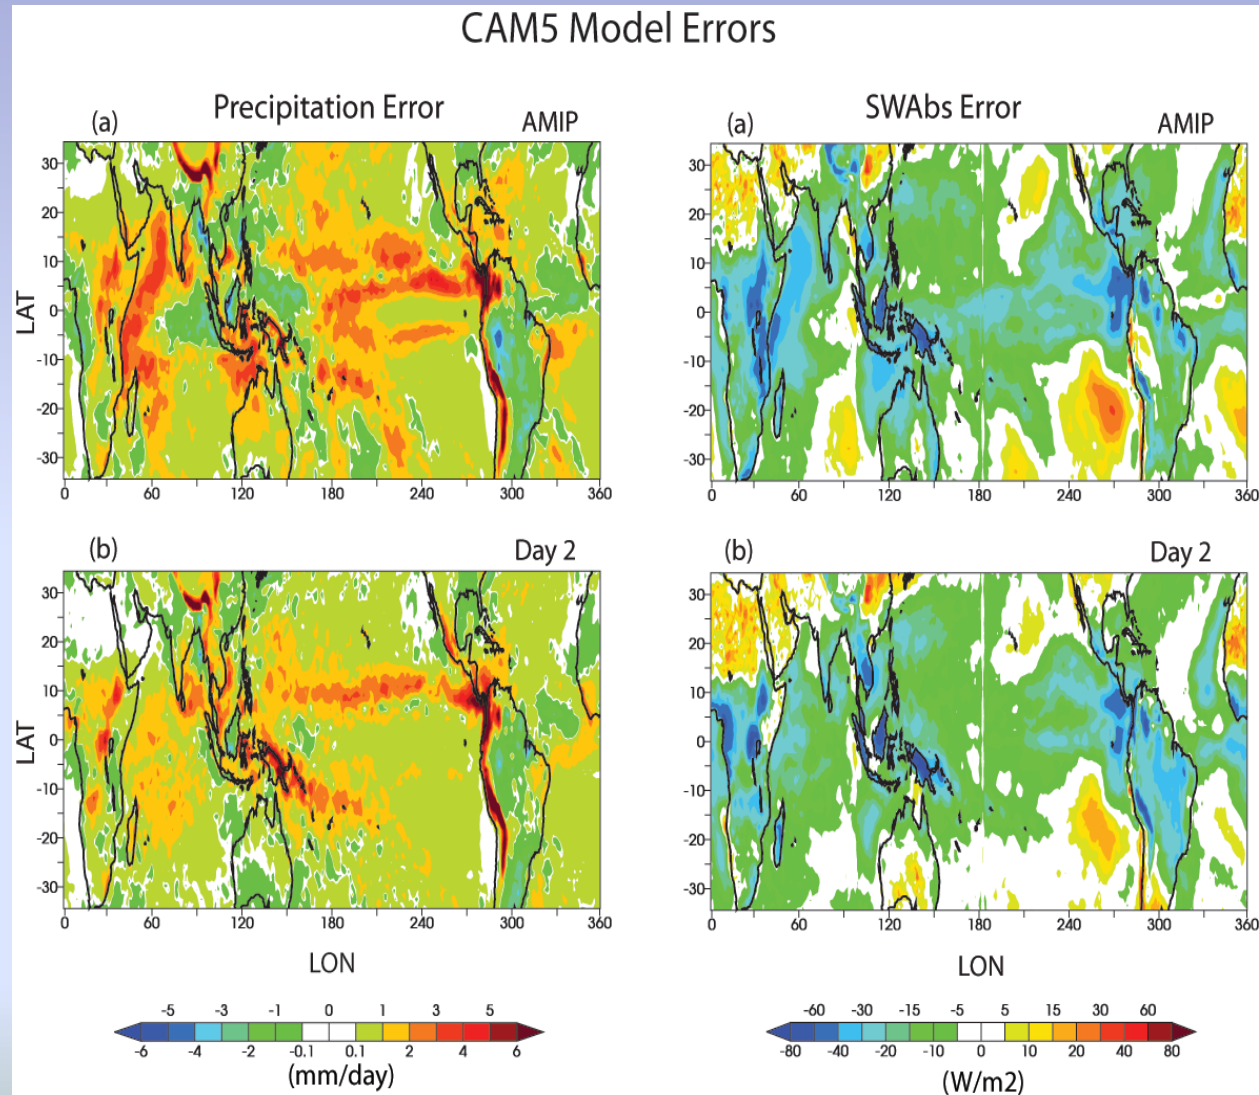 CAM5 Model Errors
Precipitation Error
(a)
AMIP
30
20
10
0
-10
-20
-30
LAT
0 60 120 180 240 300 360
(b)
Day 2
30
20
10
0
-10
-20
-30
LAT
0 60 120 180 240 300 360
LON
-5 -3 -1 0 1 3 5
-6 -4 -2 -0.1 0.1 2 4 6
(mm/day)
SWAbs Error
(a)
AMIP
30
20
10
0
-10
-20
-30
0 60 120 180 240 300 360
(b)
Day 2
30
20
10
0
-10
-20
-30
0 60 120 180 240 300 360
LON
-60 -30 -15 -5 5 15 30 60
-80 -40 -20 -10 0 10 20 40 80
(W/m2)